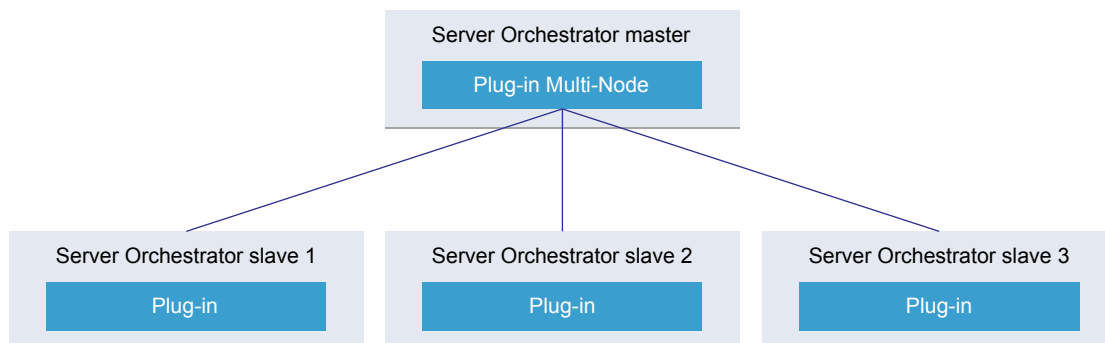 Server Orchestrator master
Plug-in Multi-Node
Server Orchestrator slave 1
Plug-in
Server Orchestrator slave 2
Plug-in
Server Orchestrator slave 3
Plug-in